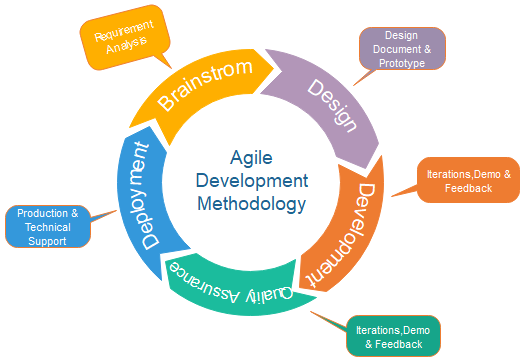 Requirement
Analysis
Brainstrom
Design
Document &
Prototype
Design
Agile
Development
Methodology
Iterations,Demo &
Feedback
Development
Iterations,Demo
& Feedback
Quality Assurance
Production &
Technical
Support
Deployment